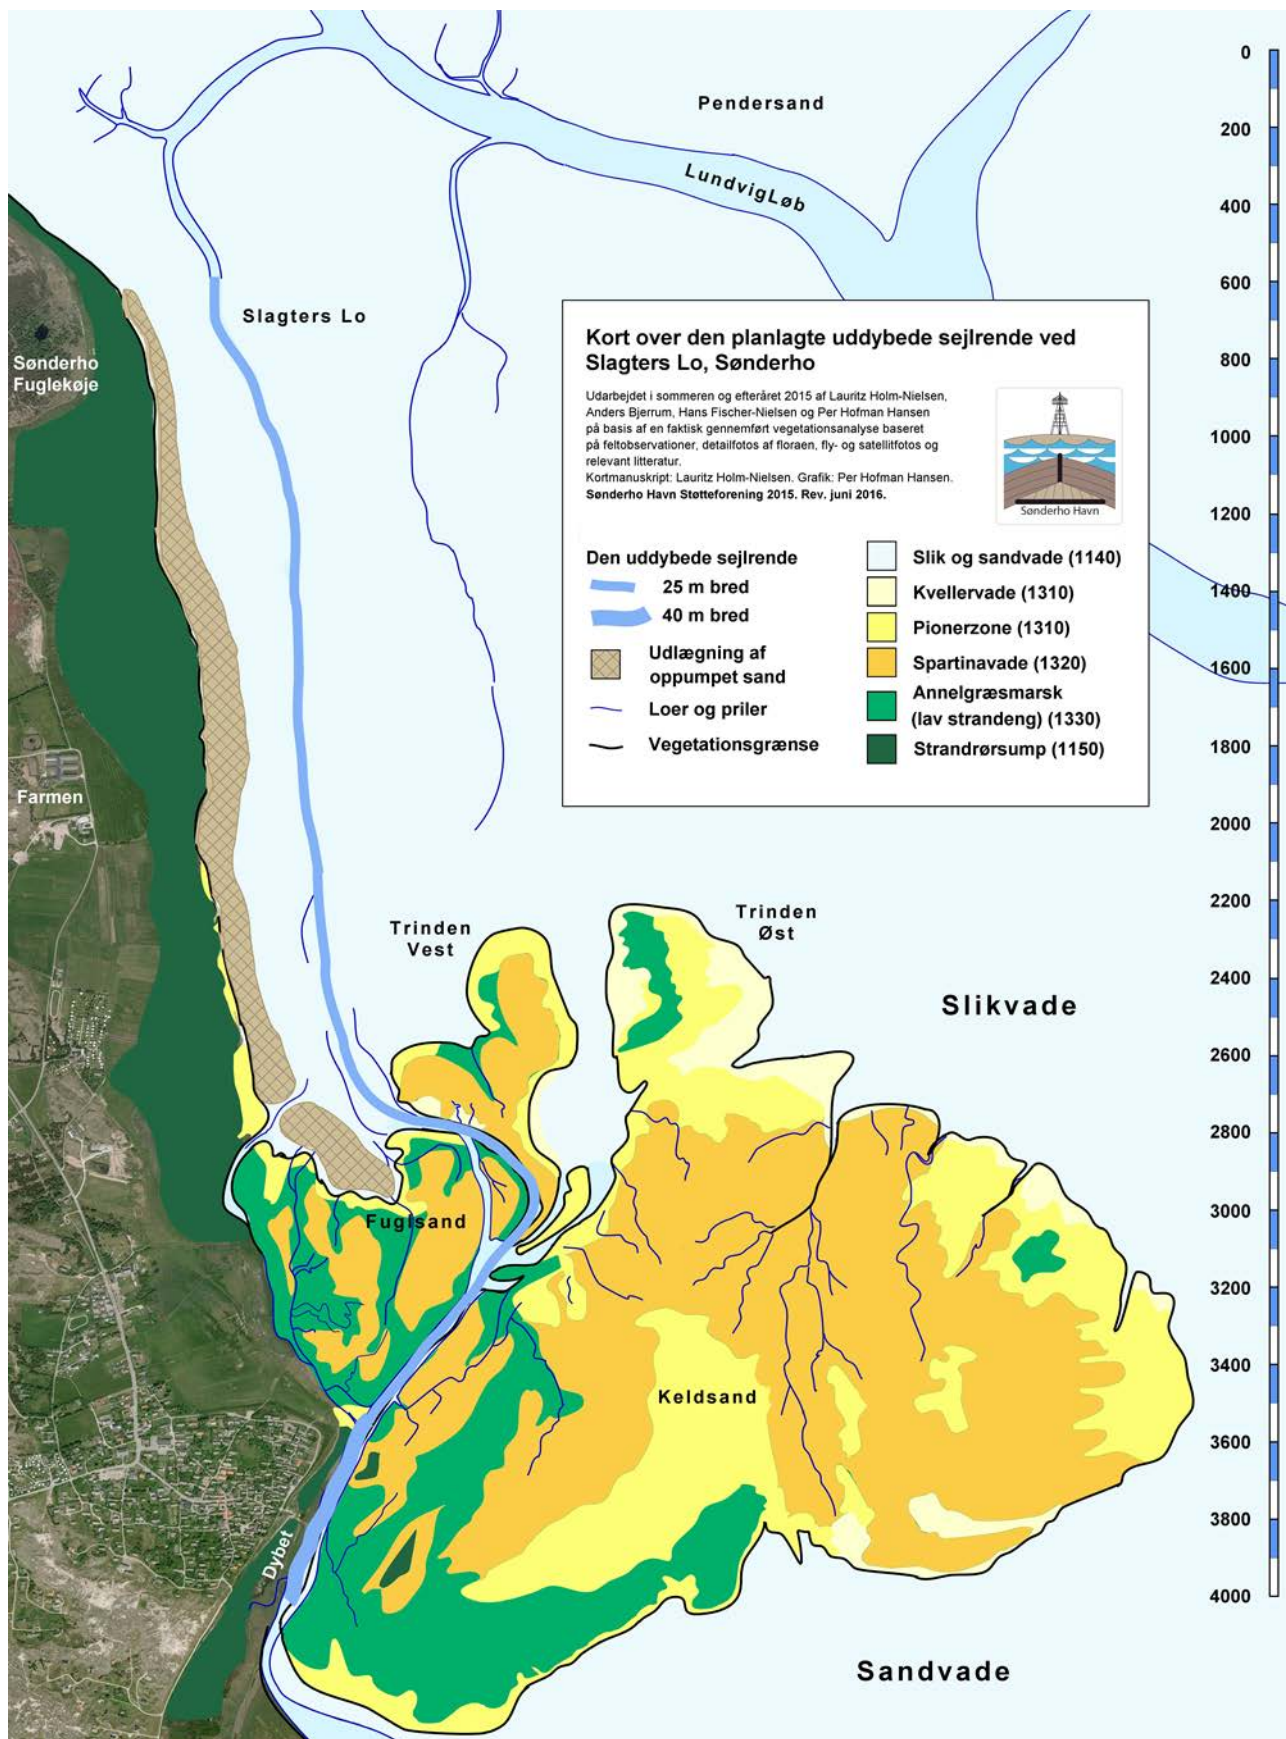 Pendersand
LundvigLøb
Slagters Lo
Sønderho
Fuglekøje
Kort over den planlagte uddybede sejlrende ved
Slagters Lo, Sønderho
Udarbejdet i sommeren og efteråret 2015 af Lauritz Holm-Nielsen,
Anders Bjerrum, Hans Fischer-Nielsen og Per Hofman Hansen
på basis af en faktisk gennemført vegetationsanalyse baseret
på feltobservationer, detailfotos af floraen, fly- og satellitfotos og
relevant litteratur.
Kortmanuskript: Lauritz Holm-Nielsen. Grafik: Per Hofman Hansen.
Sønderho Havn Støtteforening 2015. Rev. juni 2016.
Sønderho Havn
Den uddybede sejlrende
25 m bred
40 m bred
Udlægning af
oppumpet sand
Loer og priler
Vegetationsgrænse
Slik og sandvade (1140)
Kvellervade (1310)
Pionerzone (1310)
Spartinavade (1320)
Annelgræsmarsk
(lav strandeng) (1330)
Strandrørsump (1150)
Farmen
Trinden
Vest
Trinden
Øst
Slikvade
Fuglsand
Keldsand
Dybet
Sandvade
0
200
400
600
800
1000
1200
1400
1600
1800
2000
2200
2400
2600
2800
3000
3200
3400
3600
3800
4000